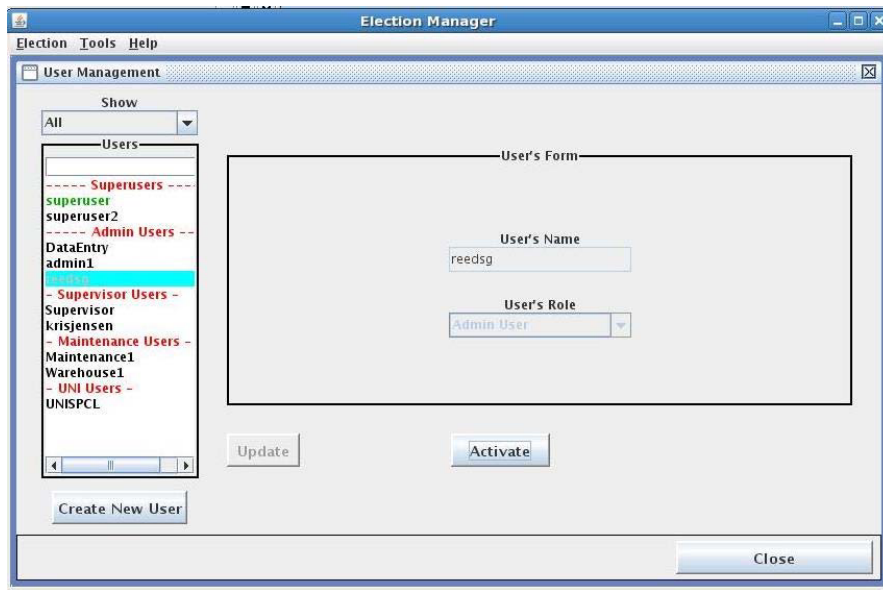 Election Manager
Election Tools Help
User Management
Show
All
Users
----- Superusers ----
superuser
superuser2
----- Admin Users --
DataEntry
admin1
reedsg
- Supervisor Users -
Supervisor
krisjensen
- Maintenance Users -
Maintenance1
Warehouse1
- UNI Users -
UNISPCL
Create New User
User's Form
User's Name
reedsg
User's Role
Admin User
Update
Activate
Close